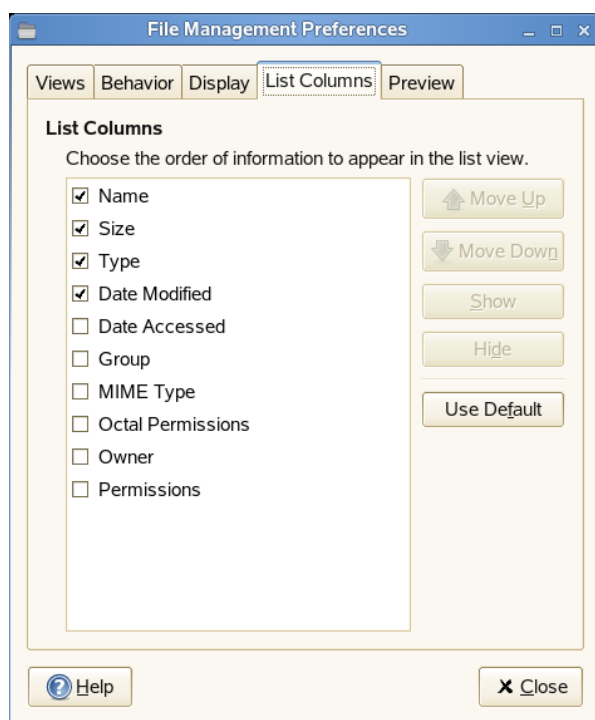 File Management Preferences
Views Behavior Display List Columns Preview
List Columns
Choose the order of information to appear in the list view.
Name
Size
Type
Date Modified
Date Accessed
Group
MIME Type
Octal Permissions
Owner
Permissions
Move Up
Move Down
Show
Hide
Use Default
Help
Close